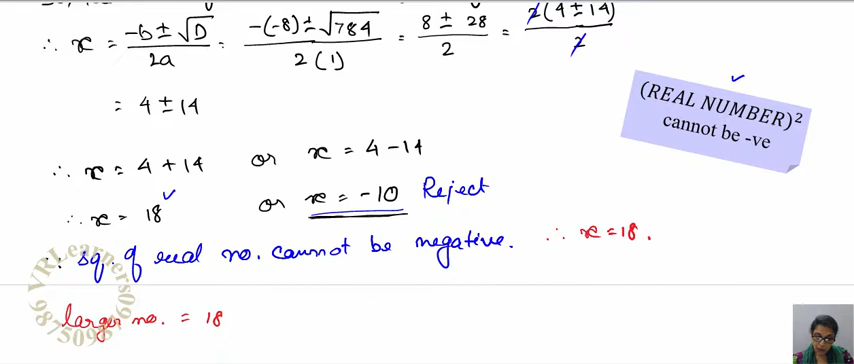 ∴ x = -b ± √D / 2a = -(-8) ± √784 / 2(1) = 8 ± 28 / 2 = 2(4 ± 14) / 2
(REAL NUMBER)²
cannot be -ve
= 4 ± 14
∴ x = 4 + 14 or x = 4 - 14
∴ x = 18 ✓ or x = -10 Reject
∵ sq. of real no. cannot be negative. ∴ x = 18.
larger no. = 18
VRLearners